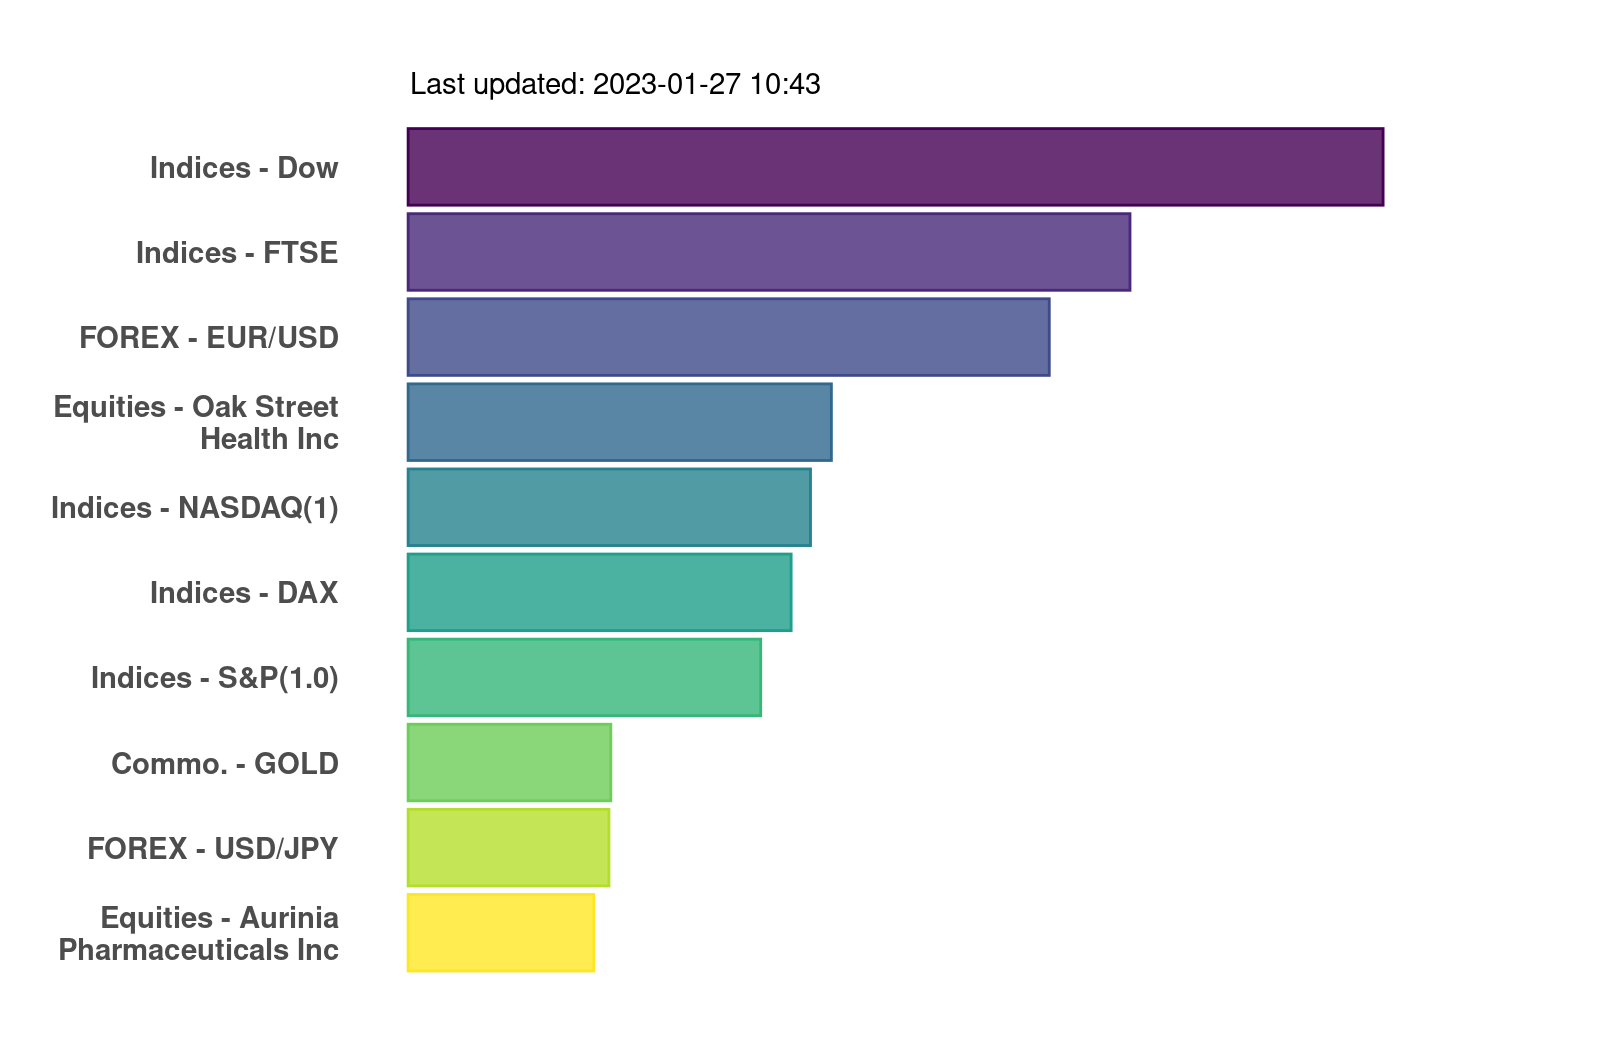 Last updated: 2023-01-27 10:43
Indices - Dow
Indices - FTSE
FOREX - EUR/USD
Equities - Oak Street
Health Inc
Indices - NASDAQ(1)
Indices - DAX
Indices - S&P(1.0)
Commo. - GOLD
FOREX - USD/JPY
Equities - Aurinia
Pharmaceuticals Inc